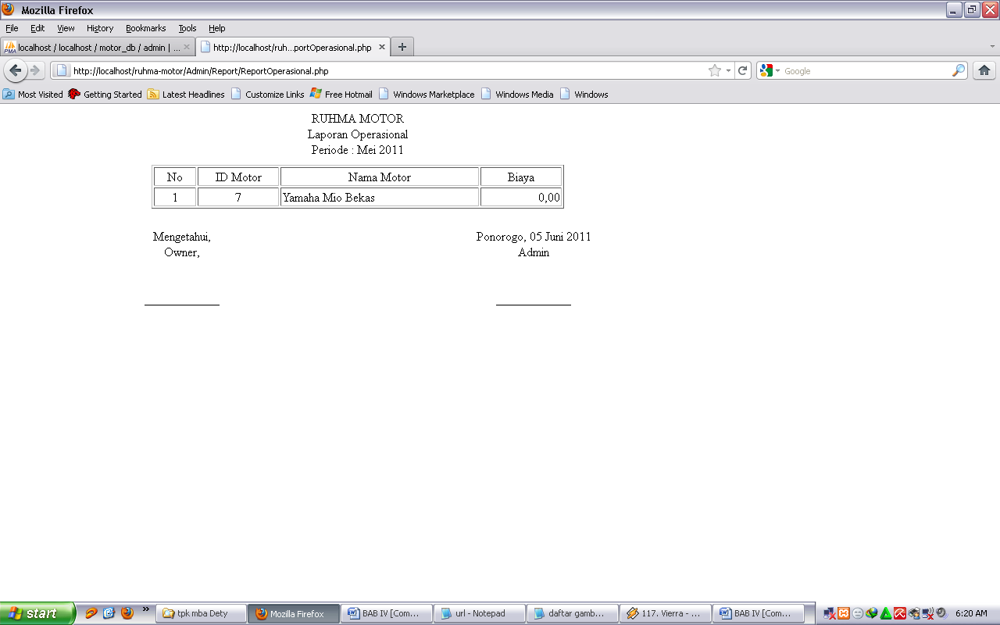 Mozilla Firefox
File Edit View History Bookmarks Tools Help
PMA localhost / localhost / motor_db / admin | ... http://localhost/ruh...portOperasional.php
http://localhost/ruhma-motor/Admin/Report/ReportOperasional.php Google
Most Visited Getting Started Latest Headlines Customize Links Free Hotmail Windows Marketplace Windows Media Windows
RUHMA MOTOR
Laporan Operasional
Periode : Mei 2011
No ID Motor Nama Motor Biaya
1 7 Yamaha Mio Bekas 0,00
Mengetahui, Ponorogo, 05 Juni 2011
Owner, Admin
start tpk mba Dety Mozilla Firefox BAB IV [Com... url - Notepad daftar gamb... 117. Vierra - ... BAB IV [Com... 6:20 AM